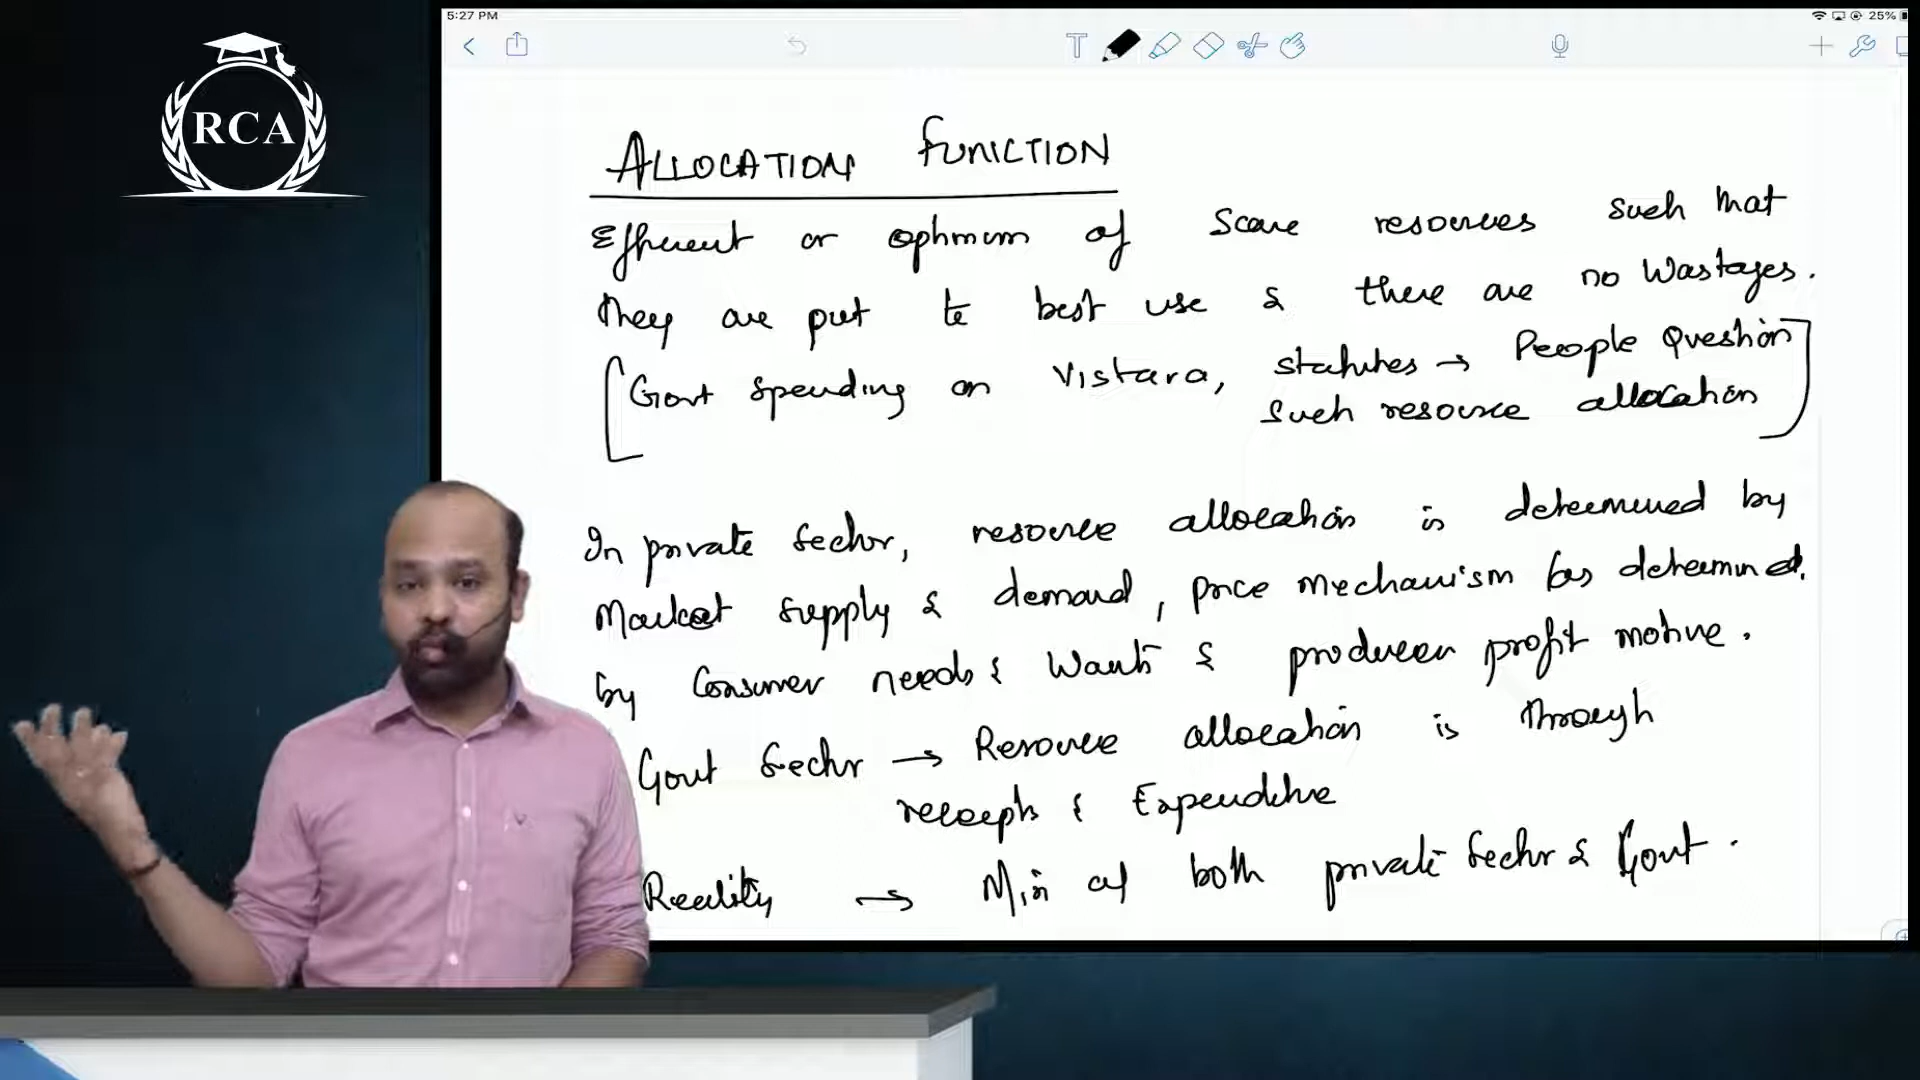 5:27 PM
25%
RCA
T
ALLOCATION FUNCTION
Efficient or optimum of Scarce resources such that
they are put to best use & there are no Wastages.
[Govt spending on Vistara, statutes → People Question
such resource allocation]
In private sector, resource allocation is determined by
Market supply & demand, price mechanism (as determined.
by Consumer needs & Wants & producer profit motive.
Govt sector → Resource allocation is through
receipts & Expenditure
Reality → Mix of both private sector & Govt.